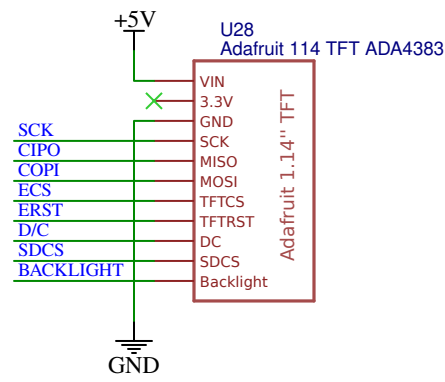 +5V
U28
Adafruit 114 TFT ADA4383
VIN
3.3V
GND
SCK SCK
CIPO MISO
COPI MOSI
ECS TFTCS
ERST TFTRST
D/C DC
SDCS SDCS
BACKLIGHT Backlight
Adafruit 1.14" TFT
GND